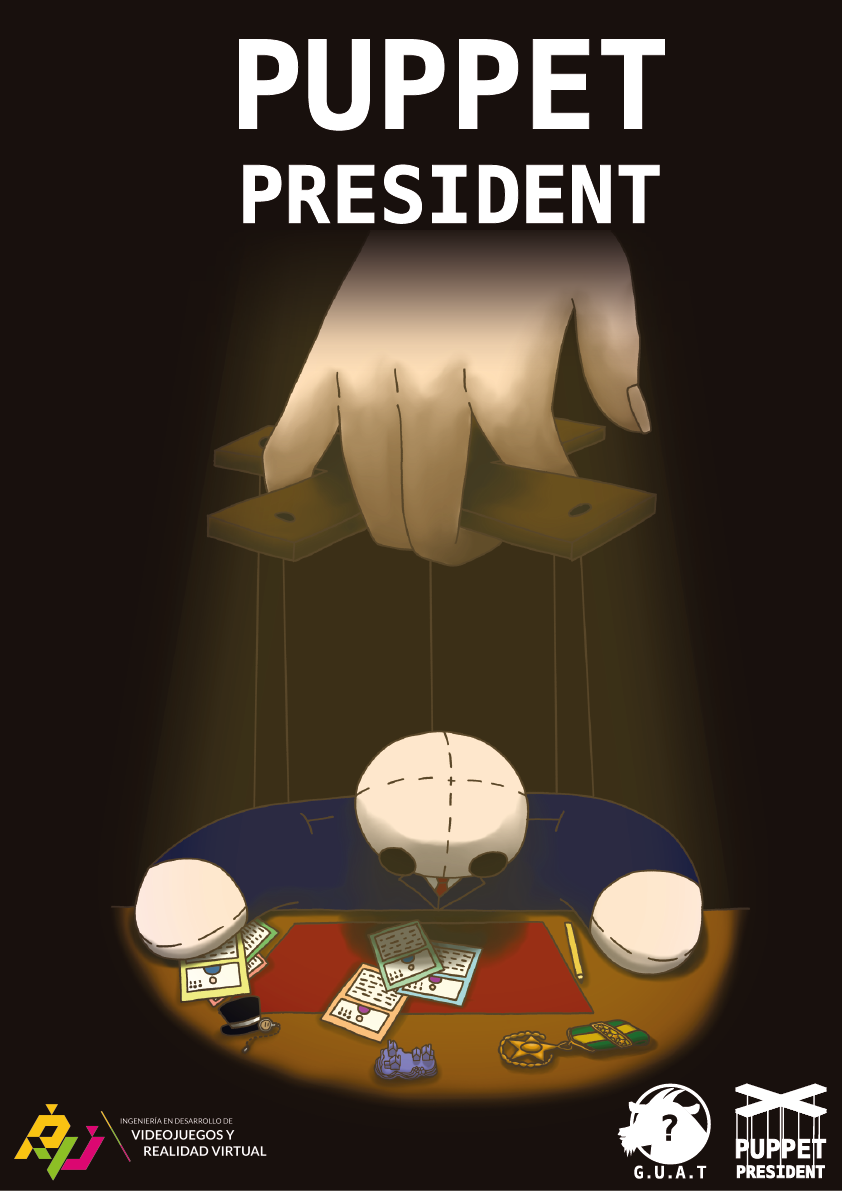 PUPPET
PRESIDENT
INGENIERÍA EN DESARROLLO DE
VIDEOJUEGOS Y
REALIDAD VIRTUAL
?
G.U.A.T
PUPPET
PRESIDENT